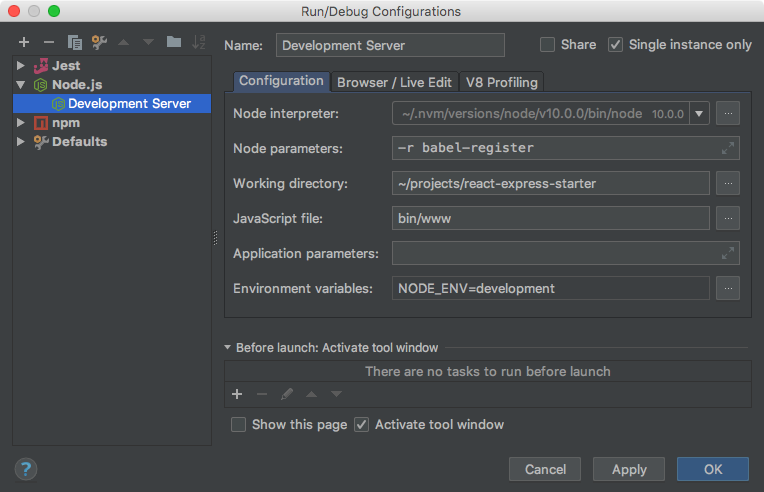 Run/Debug Configurations
Name: Development Server Share Single instance only
Jest
Node.js
Development Server
npm
Defaults
Configuration Browser / Live Edit V8 Profiling
Node interpreter: ~/.nvm/versions/node/v10.0.0/bin/node 10.0.0 ...
Node parameters: -r babel-register
Working directory: ~/projects/react-express-starter ...
JavaScript file: bin/www ...
Application parameters:
Environment variables: NODE_ENV=development ...
Before launch: Activate tool window
There are no tasks to run before launch
Show this page Activate tool window
? Cancel Apply OK